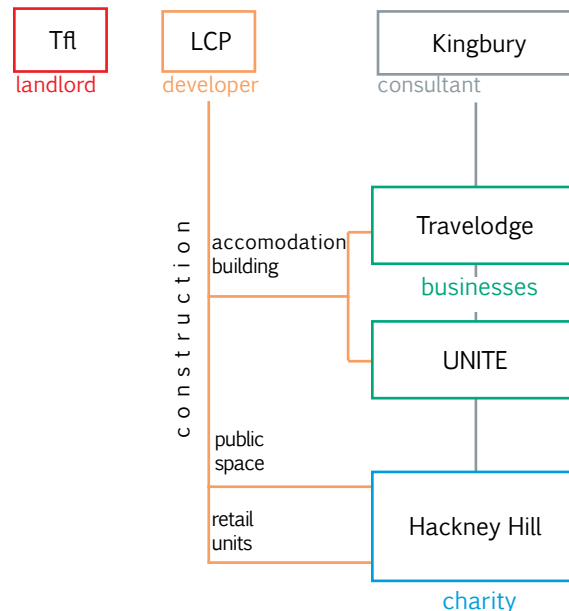 Tfl
LCP
Kingbury
landlord
developer
consultant
construction
accomodation
building
Travelodge
businesses
UNITE
public
space
retail
units
Hackney Hill
charity